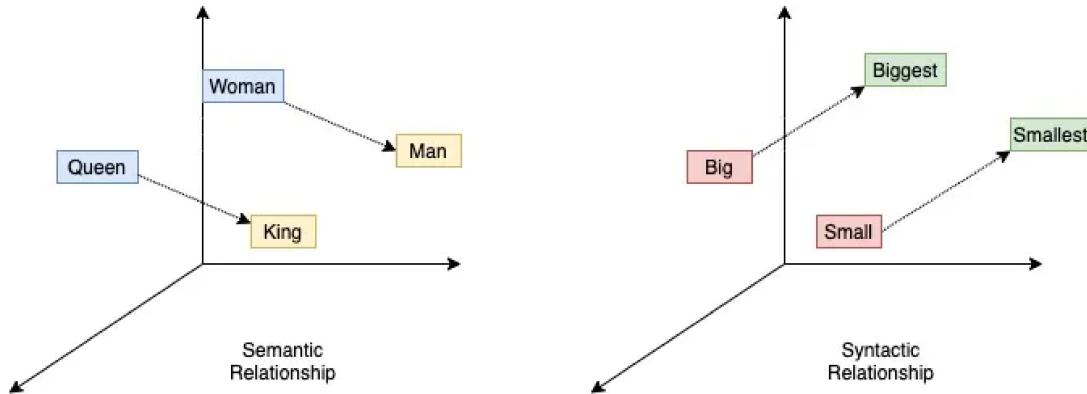 Woman
Man
Queen
King
Semantic
Relationship
Biggest
Smallest
Big
Small
Syntactic
Relationship